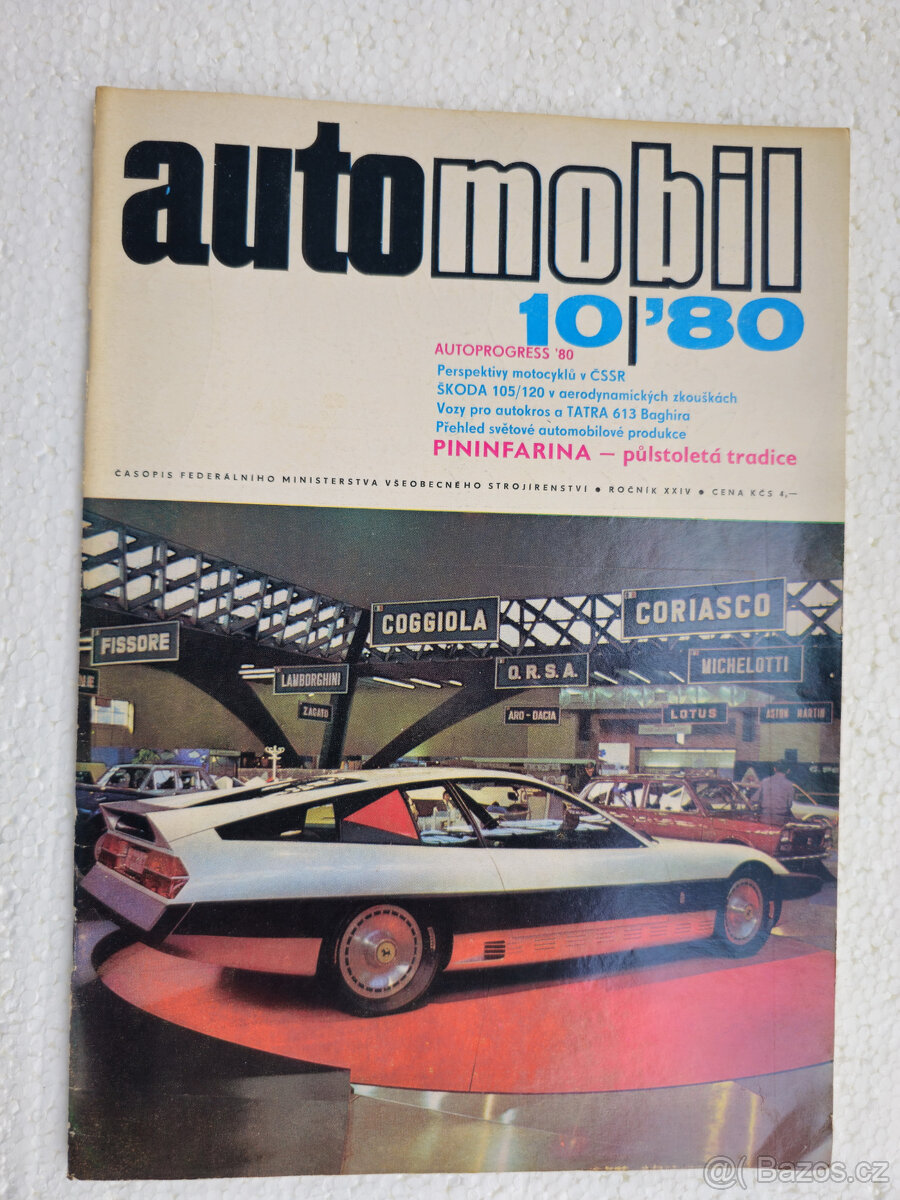 automobil
10|'80
AUTOPROGRESS '80
Perspektivy motocyklů v ČSSR
ŠKODA 105/120 v aerodynamických zkouškách
Vozy pro autokros a TATRA 613 Baghira
Přehled světové automobilové produkce
PININFARINA — půlstoletá tradice
ČASOPIS FEDERÁLNÍHO MINISTERSTVA VŠEOBECNÉHO STROJÍRENSTVÍ ● ROČNÍK XXIV ● CENA KČS 4,—
FISSORE
COGGIOLA
CORIASCO
LAMBORGHINI
O.R.S.A.
MICHELOTTI
ZAGATO
ARO-DACIA
LOTUS
ASTON MARTIN
@( Bazos.cz